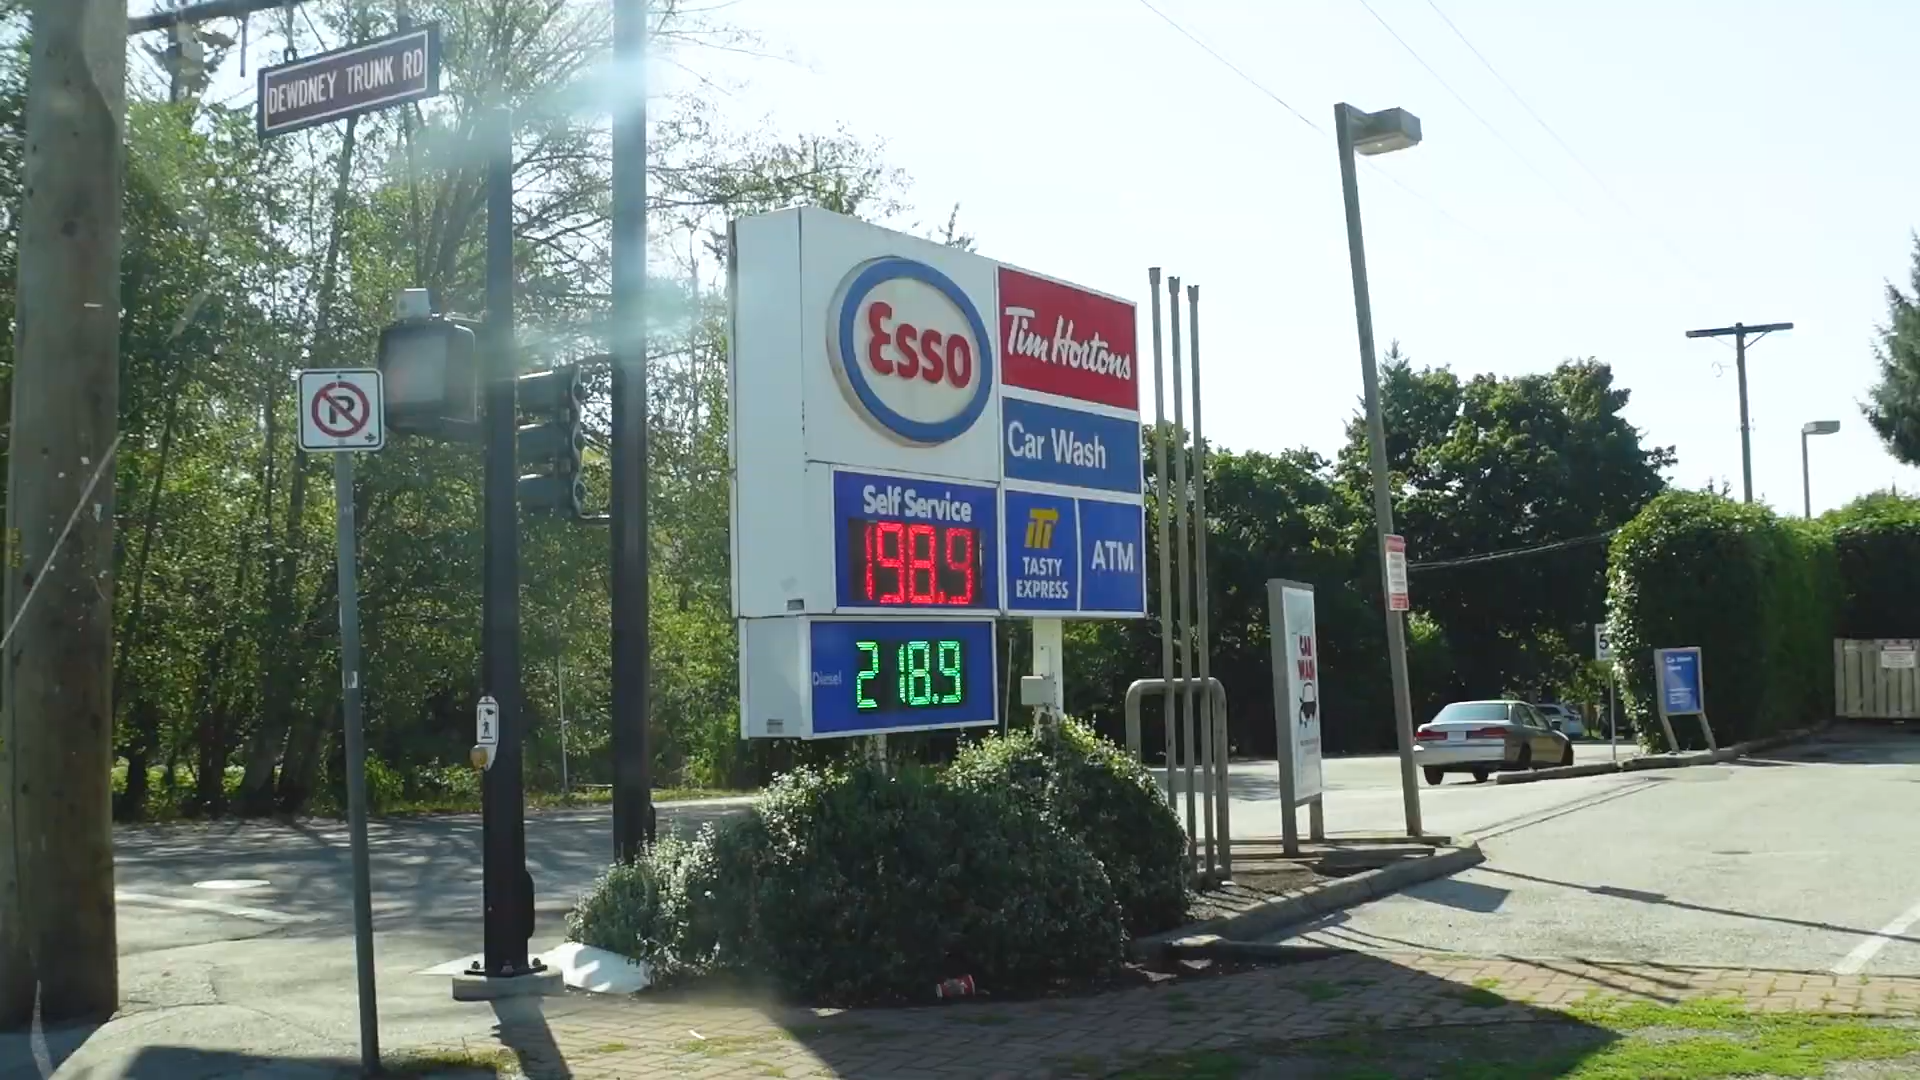 DEWDNEY TRUNK RD
P
Esso
Tim Hortons
Car Wash
Self Service
198.9
TASTY
EXPRESS
ATM
Diesel
218.9
CAR
WASH
5